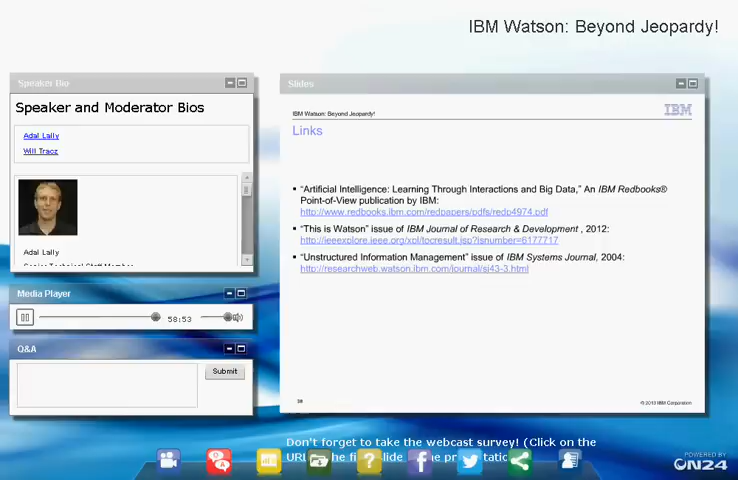 IBM Watson: Beyond Jeopardy!
Speaker Bio
Speaker and Moderator Bios
Adal Lally
Will Tracz
Adal Lally
Senior Technical Staff Member
Media Player
58:53
Q&A
Submit
Slides
IBM Watson: Beyond Jeopardy!
IBM
Links
▪ “Artificial Intelligence: Learning Through Interactions and Big Data,” An IBM Redbooks®
Point-of-View publication by IBM:
http://www.redbooks.ibm.com/redpapers/pdfs/redp4974.pdf
▪ “This is Watson” issue of IBM Journal of Research & Development , 2012:
http://ieeexplore.ieee.org/xpl/tocresult.jsp?isnumber=6177717
▪ “Unstructured Information Management” issue of IBM Systems Journal, 2004:
http://researchweb.watson.ibm.com/journal/sj43-3.html
© 2013 IBM Corporation
Don't forget to take the webcast survey! (Click on the
POWERED BY
ON24